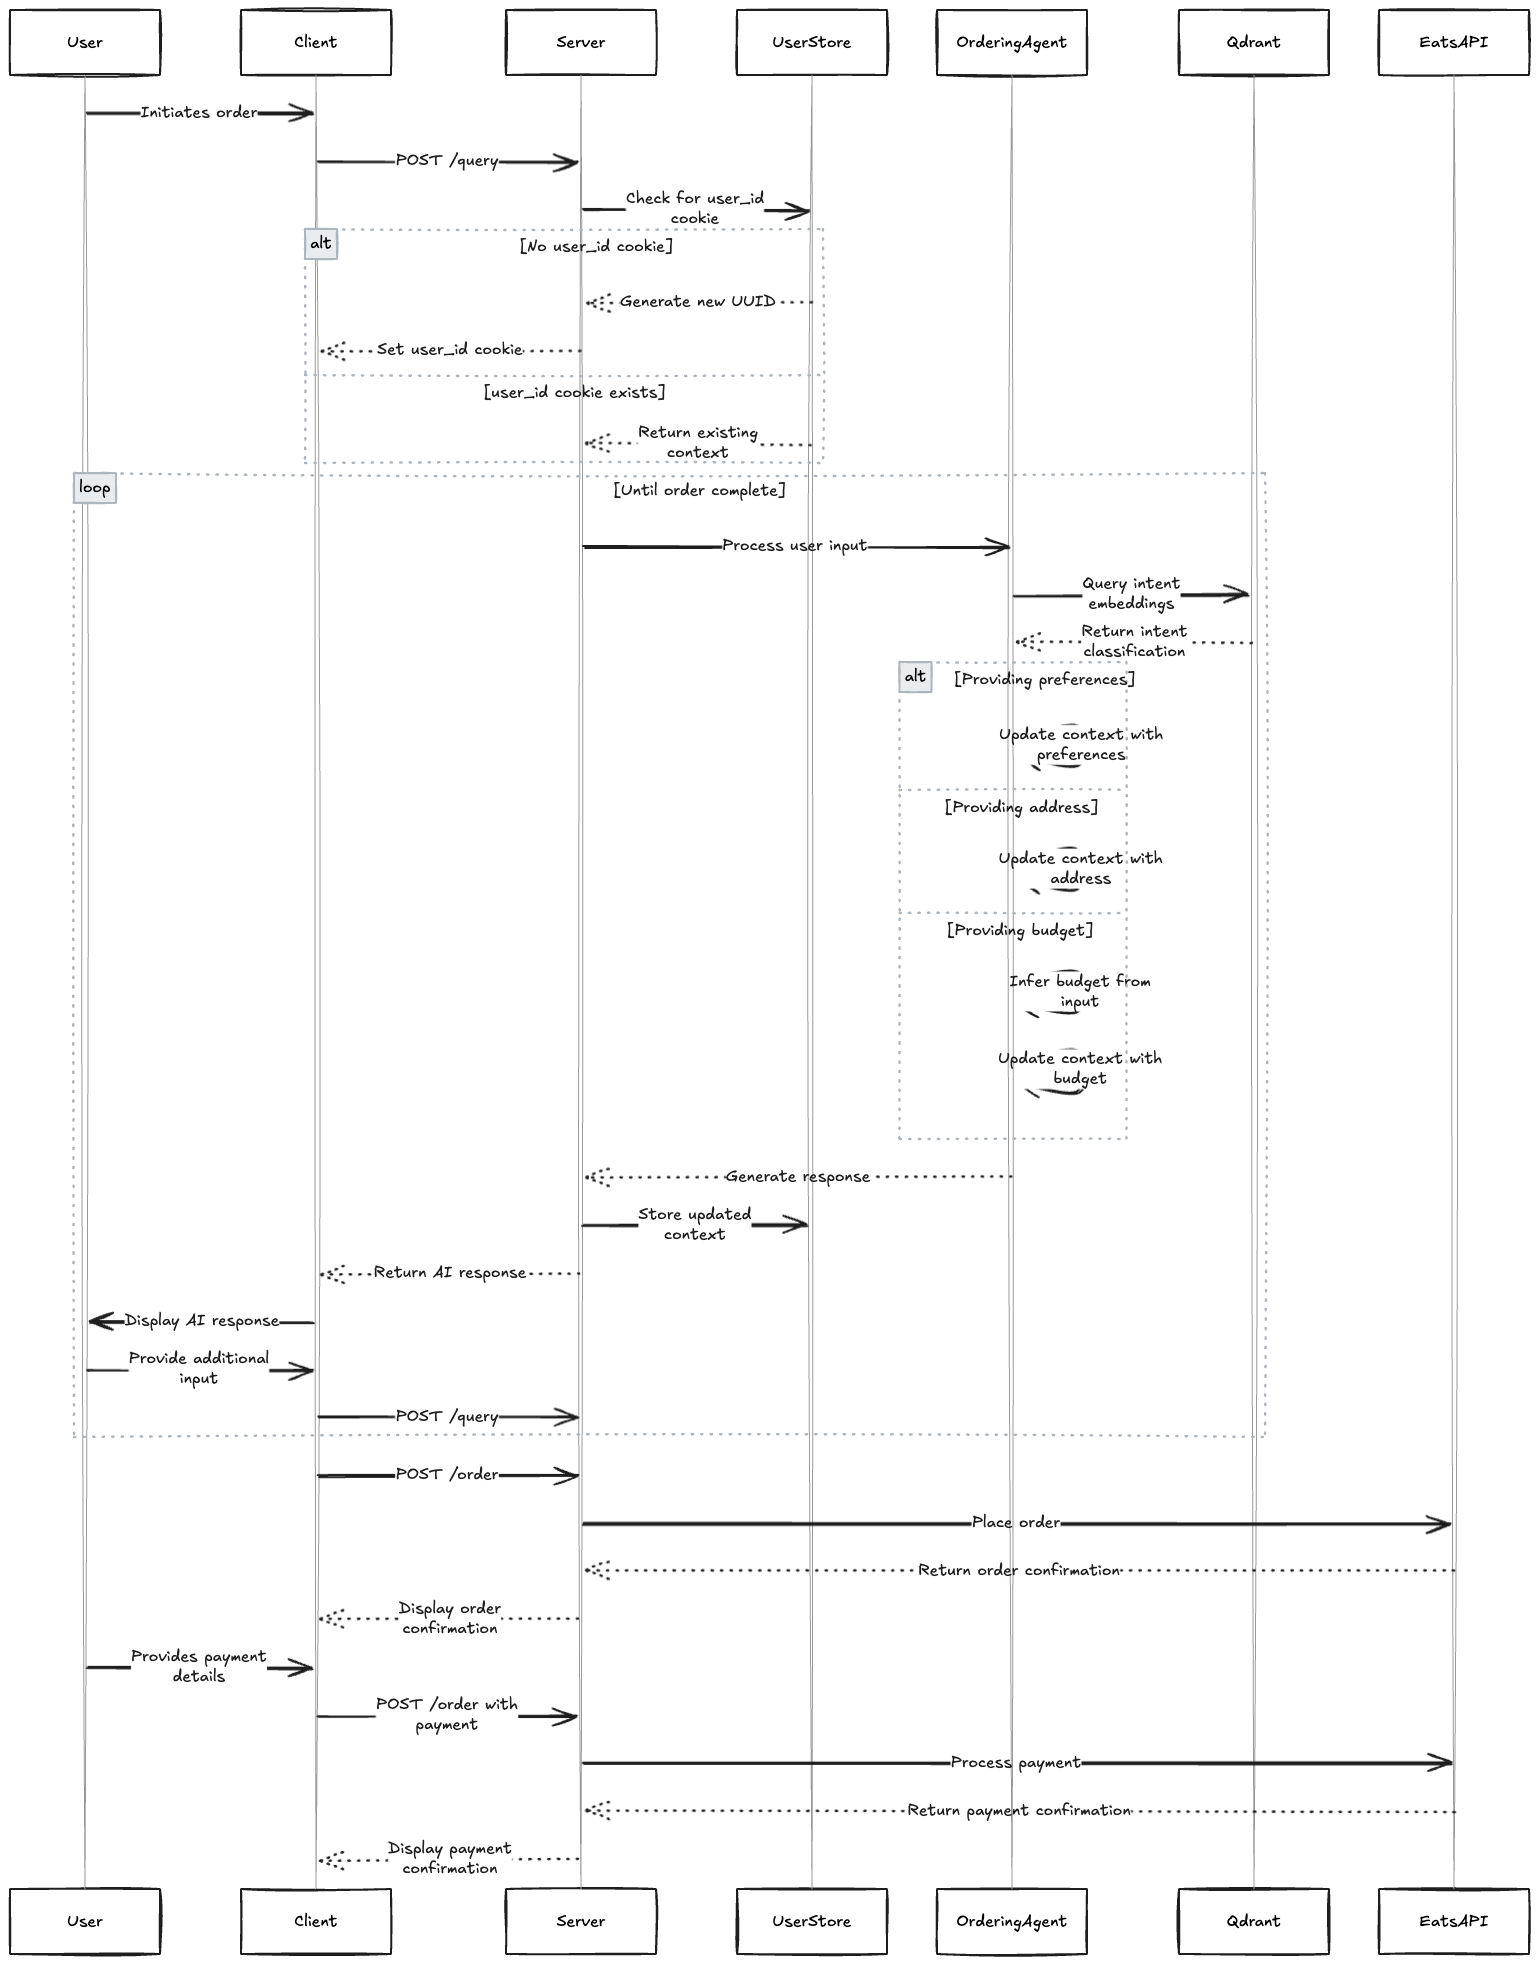 User
Client
Server
UserStore
OrderingAgent
Qdrant
EatsAPI
Initiates order
POST /query
Check for user_id
cookie
alt
[No user_id cookie]
Generate new UUID
Set user_id cookie
[user_id cookie exists]
Return existing
context
loop
[Until order complete]
Process user input
Query intent
embeddings
Return intent
classification
alt
[Providing preferences]
Update context with
preferences
[Providing address]
Update context with
address
[Providing budget]
Infer budget from
input
Update context with
budget
Generate response
Store updated
context
Return AI response
Display AI response
Provide additional
input
POST /query
POST /order
Place order
Return order confirmation
Display order
confirmation
Provides payment
details
POST /order with
payment
Process payment
Return payment confirmation
Display payment
confirmation
User
Client
Server
UserStore
OrderingAgent
Qdrant
EatsAPI